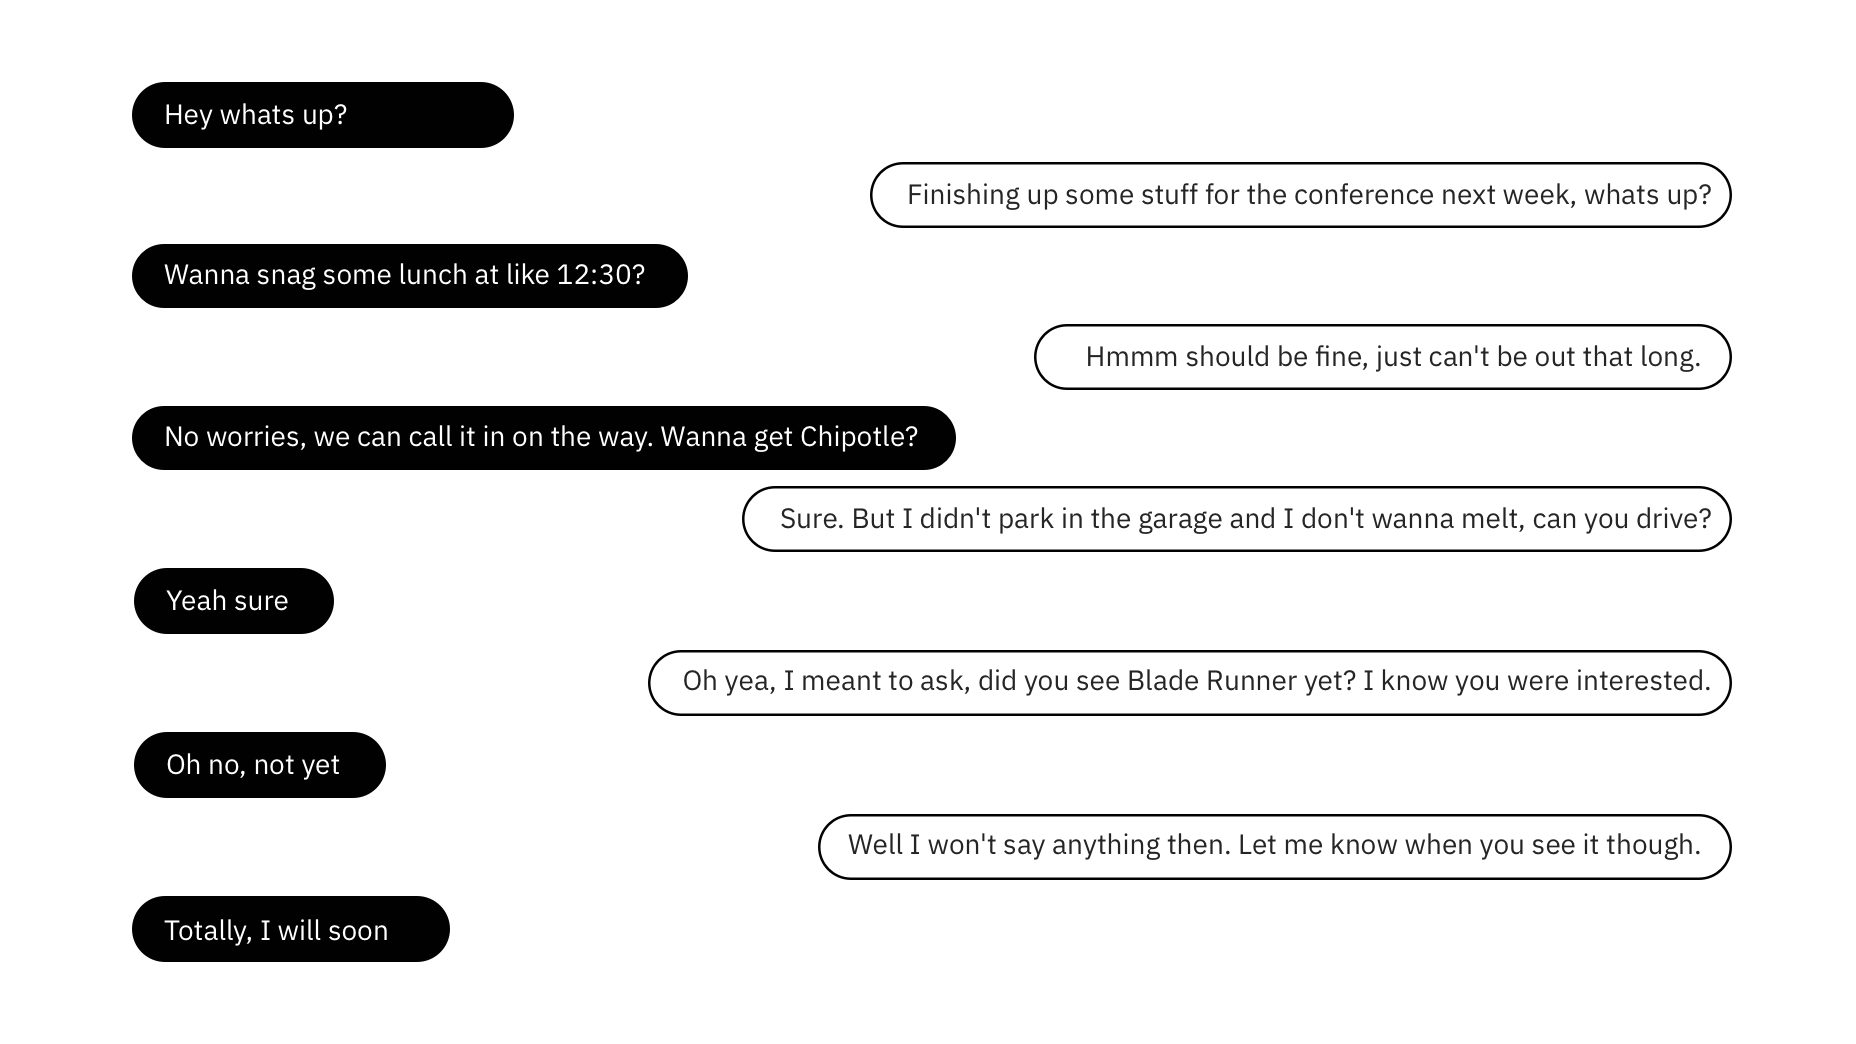 Hey whats up?
Finishing up some stuff for the conference next week, whats up?
Wanna snag some lunch at like 12:30?
Hmmm should be fine, just can't be out that long.
No worries, we can call it in on the way. Wanna get Chipotle?
Sure. But I didn't park in the garage and I don't wanna melt, can you drive?
Yeah sure
Oh yea, I meant to ask, did you see Blade Runner yet? I know you were interested.
Oh no, not yet
Well I won't say anything then. Let me know when you see it though.
Totally, I will soon